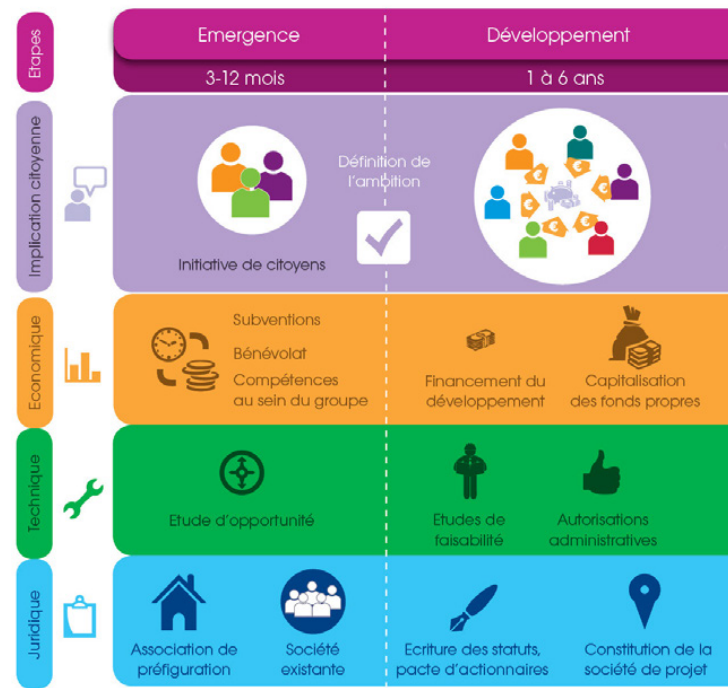 Etapes
Emergence
Développement
3-12 mois
1 à 6 ans
Implication citoyenne
Définition de
l'ambition
Initiative de citoyens
€
€
€
€
€
€
Economique
Subventions
Bénévolat
Compétences
au sein du groupe
Financement du
développement
Capitalisation
des fonds propres
Technique
Etude d'opportunité
Etudes de
faisabilité
Autorisations
administratives
Juridique
Association de
préfiguration
Société
existante
Ecriture des statuts,
pacte d'actionnaires
Constitution de la
société de projet